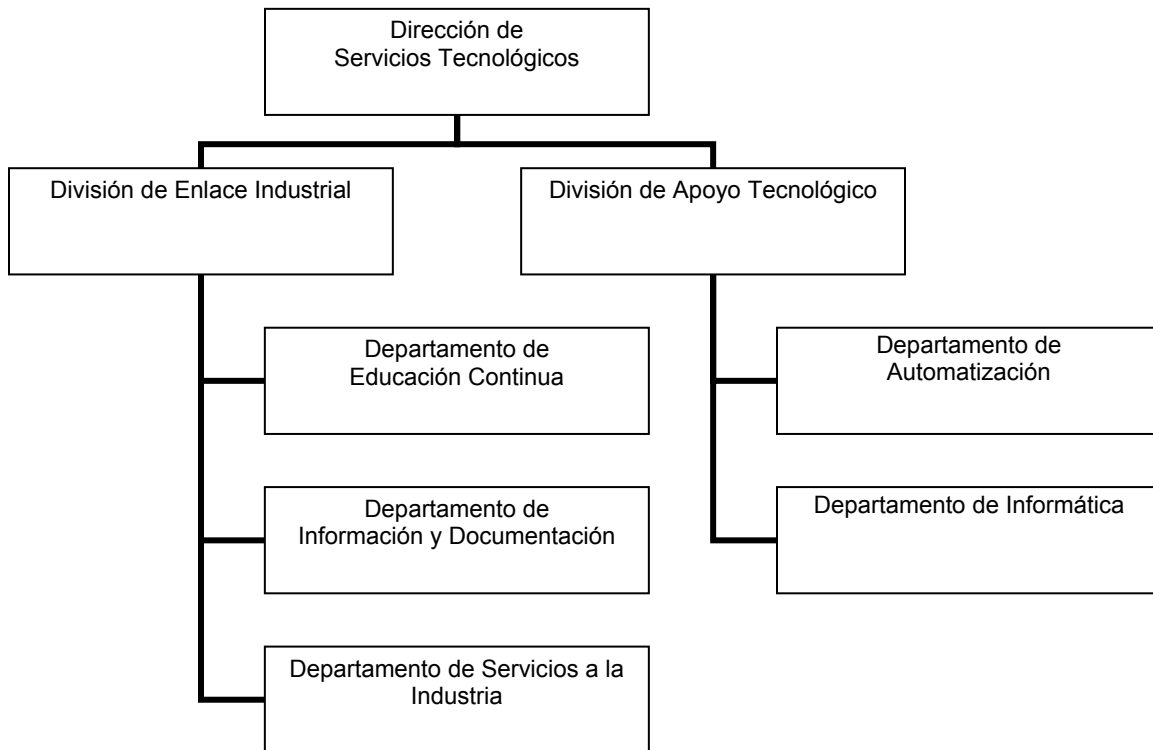 Dirección de
Servicios Tecnológicos
División de Enlace Industrial
División de Apoyo Tecnológico
Departamento de
Educación Continua
Departamento de
Automatización
Departamento de
Información y Documentación
Departamento de Informática
Departamento de Servicios a la
Industria